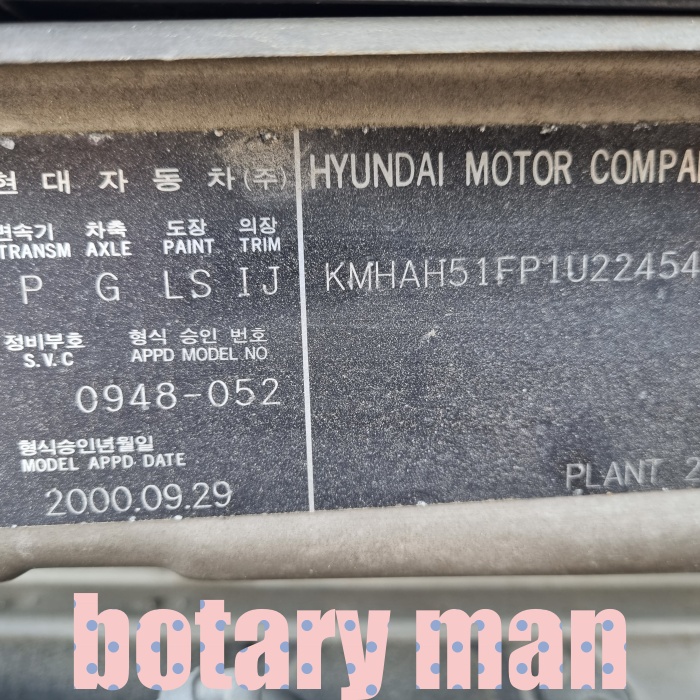 현대자동차(주)
변속기 차축 도장 의장
TRANSM AXLE PAINT TRIM
P G LS IJ
정비부호 형식 승인 번호
S.V.C APPD MODEL NO
0948-052
형식승인년월일
MODEL APPD DATE
2000.09.29
HYUNDAI MOTOR COMPA
KMHAH51FP1U22454
PLANT 2
botary man